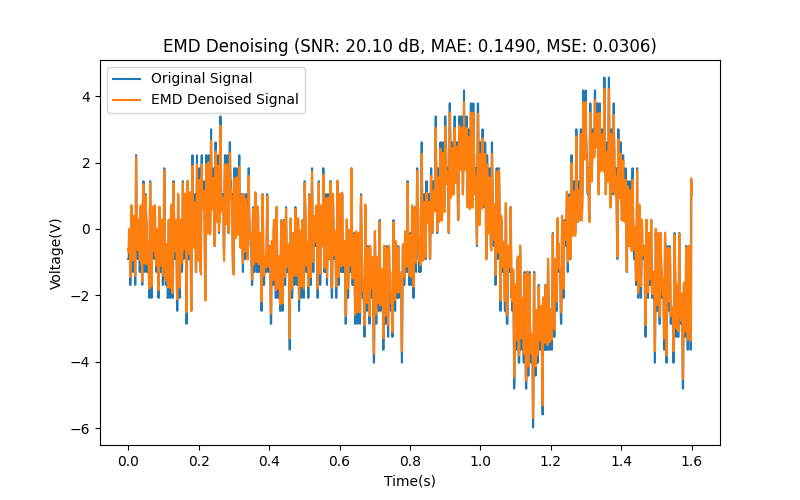 EMD Denoising (SNR: 20.10 dB, MAE: 0.1490, MSE: 0.0306)
Original Signal
EMD Denoised Signal
Voltage(V)
4
2
0
−2
−4
−6
0.0 0.2 0.4 0.6 0.8 1.0 1.2 1.4 1.6
Time(s)